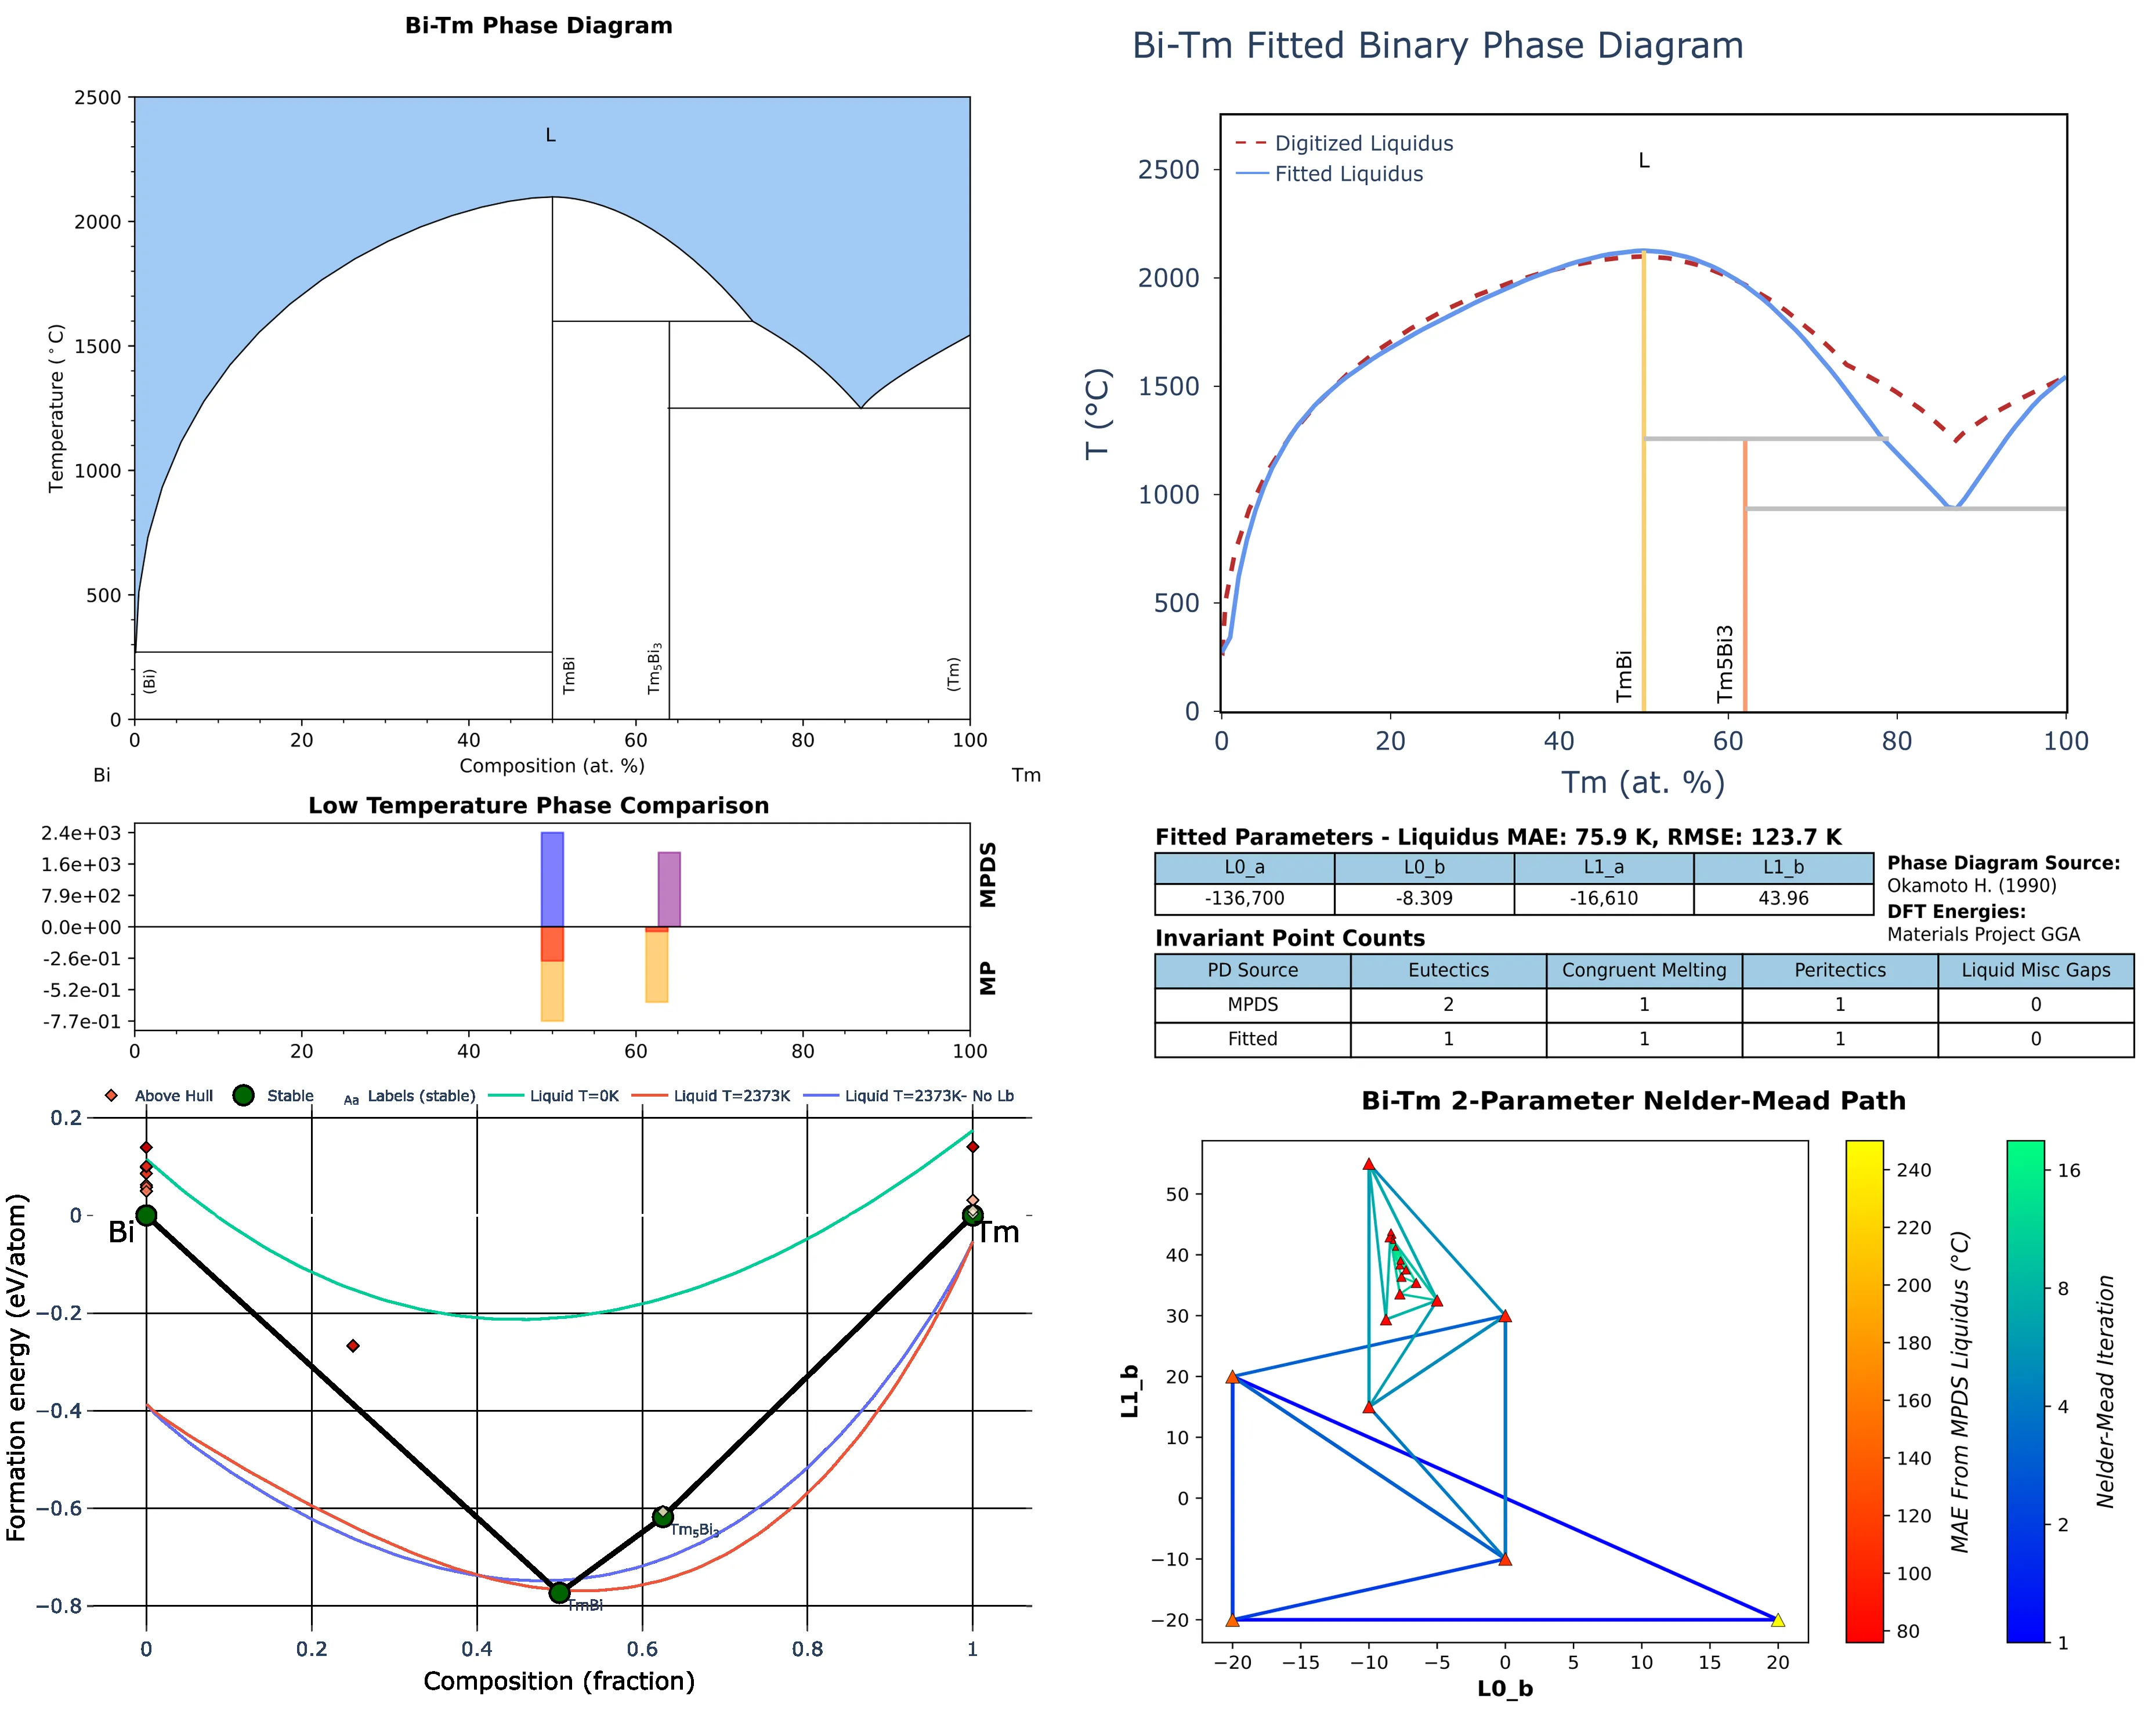 Bi-Tm Phase Diagram
2500
2000
1500
1000
500
0
Temperature (°C)
L
(Bi)
TmBi
Tm₅Bi₃
(Tm)
0 20 40 60 80 100
Composition (at. %)
Bi Tm
Bi-Tm Fitted Binary Phase Diagram
Digitized Liquidus
Fitted Liquidus
L
2500
2000
1500
1000
500
0
T (°C)
TmBi
Tm5Bi3
0 20 40 60 80 100
Tm (at. %)
Low Temperature Phase Comparison
2.4e+03
1.6e+03
7.9e+02
0.0e+00
-2.6e-01
-5.2e-01
-7.7e-01
MPDS
MP
0 20 40 60 80 100
Fitted Parameters - Liquidus MAE: 75.9 K, RMSE: 123.7 K
L0_a L0_b L1_a L1_b
-136,700 -8.309 -16,610 43.96
Phase Diagram Source:
Okamoto H. (1990)
DFT Energies:
Materials Project GGA
Invariant Point Counts
PD Source Eutectics Congruent Melting Peritectics Liquid Misc Gaps
MPDS 2 1 1 0
Fitted 1 1 1 0
Above Hull Stable Aa Labels (stable) Liquid T=0K Liquid T=2373K Liquid T=2373K- No Lb
0.2
0
−0.2
−0.4
−0.6
−0.8
Formation energy (eV/atom)
Bi
Tm
Tm₅Bi₃
TmBi
0 0.2 0.4 0.6 0.8 1
Composition (fraction)
Bi-Tm 2-Parameter Nelder-Mead Path
50
40
30
20
10
0
−10
−20
L1_b
−20 −15 −10 −5 0 5 10 15 20
L0_b
240
220
200
180
160
140
120
100
80
MAE From MPDS Liquidus (°C)
16
8
4
2
1
Nelder-Mead Iteration